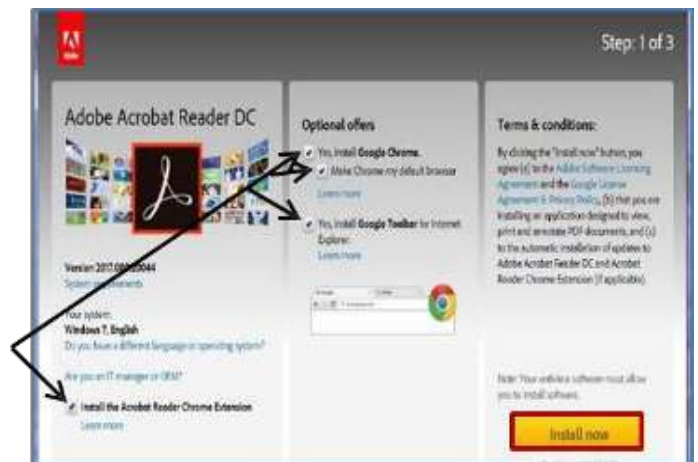 Adobe
Step: 1 of 3
Adobe Acrobat Reader DC
Version 2017
System requirements
Your system:
Windows 7, English
Do you have a different language or operating system?
Are you an IT manager or OEM?
Install the Acrobat Reader Chrome Extension
Learn more
Optional offers
Yes, install Google Chrome.
Make Chrome my default browser
Learn more
Yes, install Google Toolbar for Internet
Explorer.
Learn more
Terms & conditions:
By clicking the "Install now" button, you
agree (a) to the Adobe Software Licensing
Agreement and the Google License
Agreement & Privacy Policy, (b) that you are
installing an application designed to view,
print and annotate PDF documents, and (c)
to the automatic installation of updates to
Adobe Acrobat Reader DC and Acrobat
Reader Chrome Extension (if applicable).
Note: Your antivirus software must allow
you to install software.
Install now